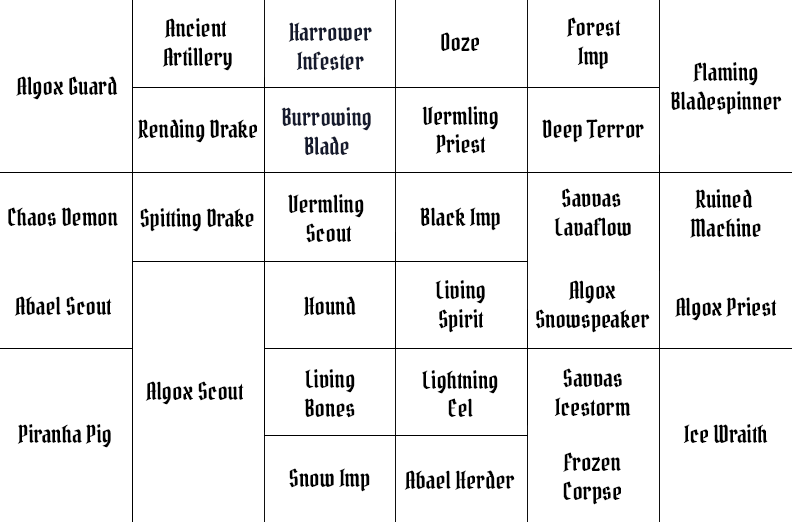 Algox Guard
Ancient
Artillery
Harrower
Infester
Ooze
Forest
Imp
Flaming
Bladespinner
Rending Drake
Burrowing
Blade
Vermling
Priest
Deep Terror
Chaos Demon
Spitting Drake
Vermling
Scout
Black Imp
Savvas
Lavaflow
Ruined
Machine
Abael Scout
Algox Scout
Hound
Living
Spirit
Algox
Snowspeaker
Algox Priest
Piranha Pig
Living
Bones
Lightning
Eel
Savvas
Icestorm
Ice Wraith
Snow Imp
Abael Herder
Frozen
Corpse